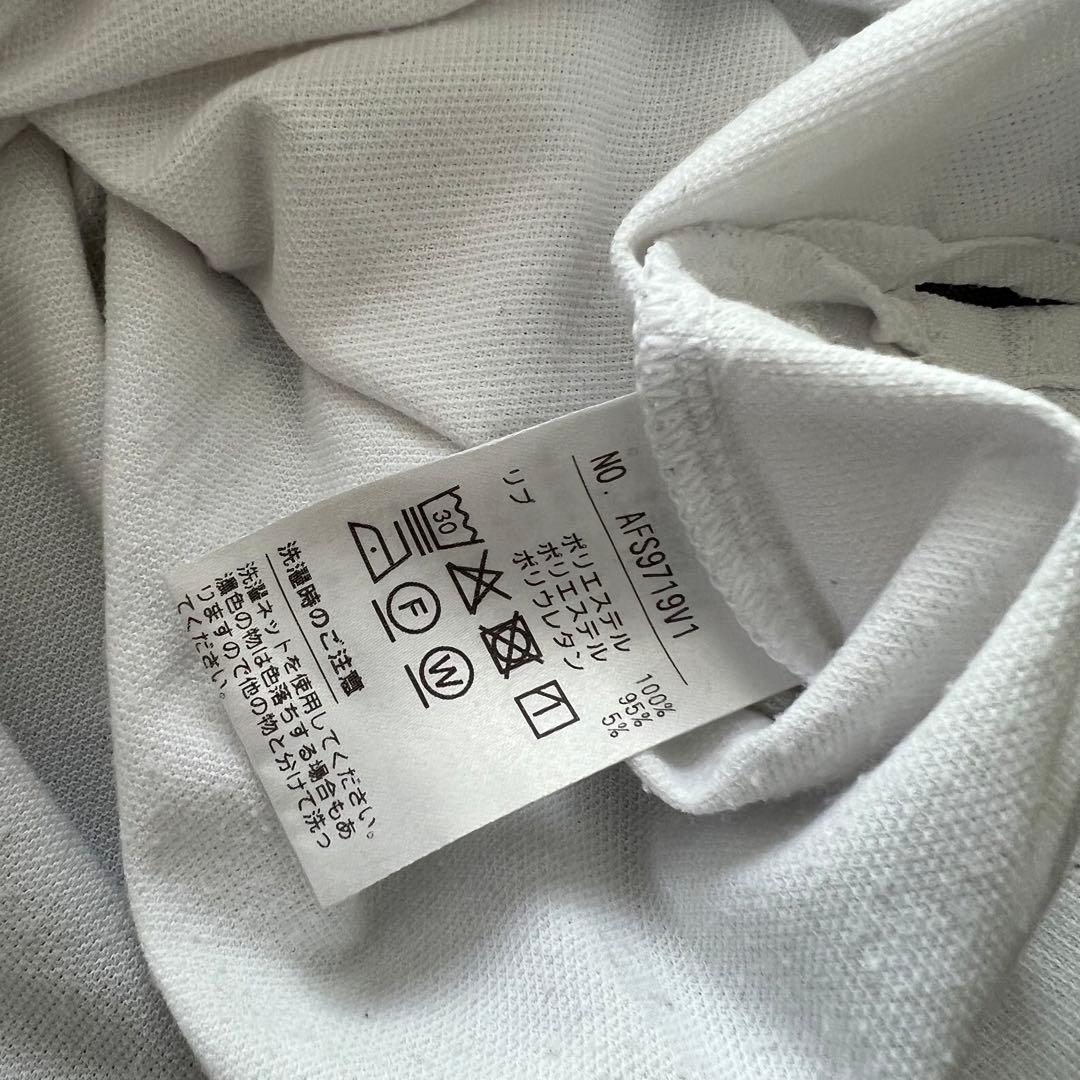 NO. AFS9719V1
ポリエステル 100%
リブ ポリエステル 95%
ポリウレタン 5%
30
F
W
洗濯時のご注意
洗濯ネットを使用してください。
濃色の物は色落ちする場合もあ
りますので他の物と分けて洗っ
てください。